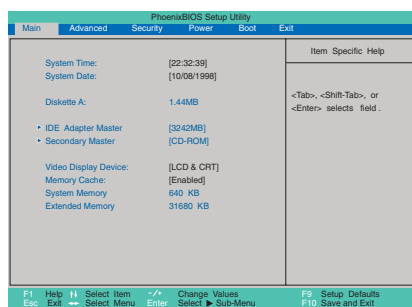 PhoenixBIOS Setup Utility
Main Advanced Security Power Boot Exit
Item Specific Help
System Time: [22:32:39]
System Date: [10/08/1998]
<Tab>, <Shift-Tab>, or
<Enter> selects field.
Diskette A: 1.44MB
IDE Adapter Master [3242MB]
Secondary Master [CD-ROM]
Video Display Device: [LCD & CRT]
Memory Cache: [Enabled]
System Memory 640 KB
Extended Memory 31680 KB
F1 Help ↑↓ Select Item -/+ Change Values F9 Setup Defaults
Esc Exit ↔ Select Menu Enter Select ▶ Sub-Menu F10 Save and Exit